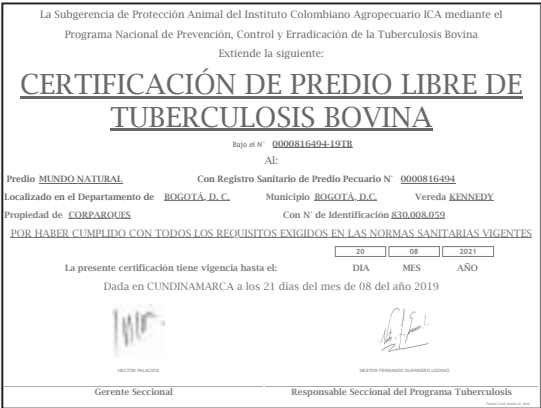 La Subgerencia de Protección Animal del Instituto Colombiano Agropecuario ICA mediante el
Programa Nacional de Prevención, Control y Erradicación de la Tuberculosis Bovina
Extiende la siguiente:
CERTIFICACIÓN DE PREDIO LIBRE DE
TUBERCULOSIS BOVINA
Bajo el N° 0000816494-19TB
Al:
Predio MUNDO NATURAL Con Registro Sanitario de Predio Pecuario N° 0000816494
Localizado en el Departamento de BOGOTÁ, D. C. Municipio BOGOTÁ, D.C. Vereda KENNEDY
Propiedad de CORPARQUES Con N° de Identificación 830.008.059
POR HABER CUMPLIDO CON TODOS LOS REQUISITOS EXIGIDOS EN LAS NORMAS SANITARIAS VIGENTES
20 08 2021
La presente certificación tiene vigencia hasta el: DIA MES AÑO
Dada en CUNDINAMARCA a los 21 días del mes de 08 del año 2019
HECTOR PALACIOS NESTOR FERNANDO GUERRERO LOZANO
Gerente Seccional Responsable Seccional del Programa Tuberculosis